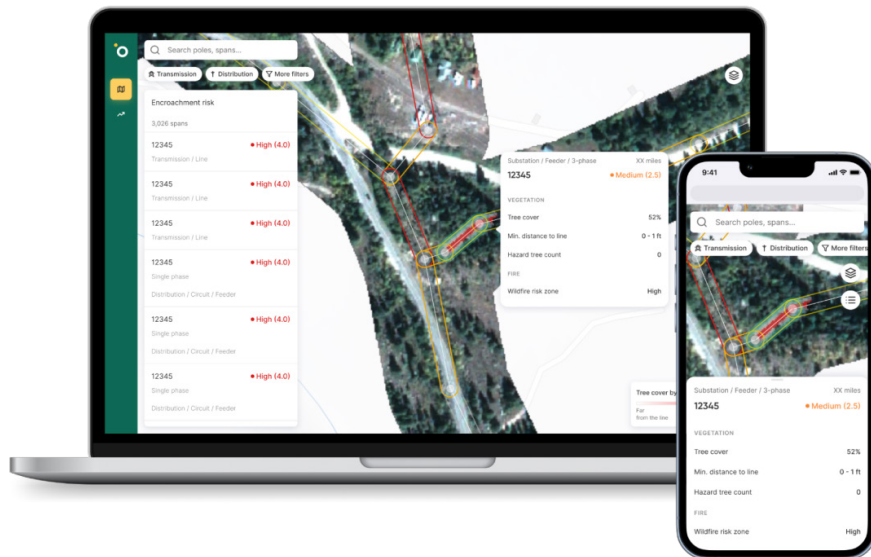 Search poles, spans...
Transmission
Distribution
More filters
Encroachment risk
3,026 spans
12345
High (4.0)
Transmission / Line
12345
High (4.0)
Transmission / Line
12345
High (4.0)
Transmission / Line
12345
High (4.0)
Single phase
Distribution / Circuit / Feeder
12345
High (4.0)
Single phase
Distribution / Circuit / Feeder
12345
High (4.0)
Single phase
Distribution / Circuit / Feeder
Substation / Feeder / 3-phase
XX miles
12345
Medium (2.5)
VEGETATION
Tree cover
52%
Min. distance to line
0 - 1 ft
Hazard tree count
0
FIRE
Wildfire risk zone
High
Tree cover by
Far
from the line
9:41
Search poles, spans...
Transmission
Distribution
More filters
Substation / Feeder / 3-phase
XX miles
12345
Medium (2.5)
VEGETATION
Tree cover
52%
Min. distance to line
0 - 1 ft
Hazard tree count
0
FIRE
Wildfire risk zone
High